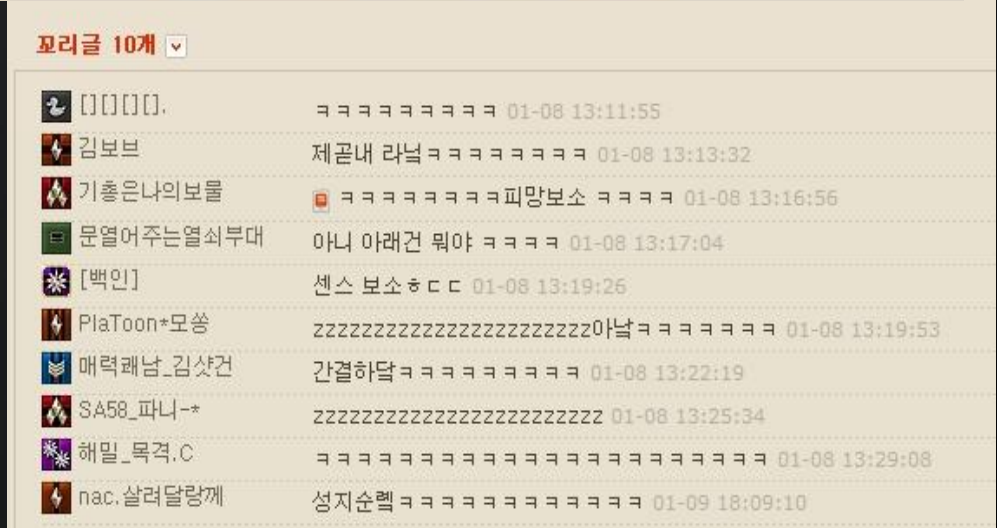 꼬리글 10개
[][][][]. ㅋㅋㅋㅋㅋㅋㅋㅋㅋ 01-08 13:11:55
김보브 제곧내 라넠ㅋㅋㅋㅋㅋㅋㅋㅋ 01-08 13:13:32
기총은나의보물 ㅋㅋㅋㅋㅋㅋㅋㅋ피망보소 ㅋㅋㅋㅋ 01-08 13:16:56
문열어주는열쇠부대 아니 아래건 뭐야 ㅋㅋㅋㅋ 01-08 13:17:04
[백인] 센스 보소ㅎㄷㄷ 01-08 13:19:26
PlaToon*모쏭 zzzzzzzzzzzzzzzzzzzzzzz아낰ㅋㅋㅋㅋㅋㅋㅋ 01-08 13:19:53
매력쾌남_김샷건 간결하닼ㅋㅋㅋㅋㅋㅋㅋㅋㅋ 01-08 13:22:19
SA58_파니-* zzzzzzzzzzzzzzzzzzzzzzzz 01-08 13:25:34
해밀_목격.C ㅋㅋㅋㅋㅋㅋㅋㅋㅋㅋㅋㅋㅋㅋㅋㅋㅋㅋㅋㅋㅋㅋ 01-08 13:29:08
nac.살려달랑께 성지순롘ㅋㅋㅋㅋㅋㅋㅋㅋㅋㅋㅋㅋ 01-09 18:09:10